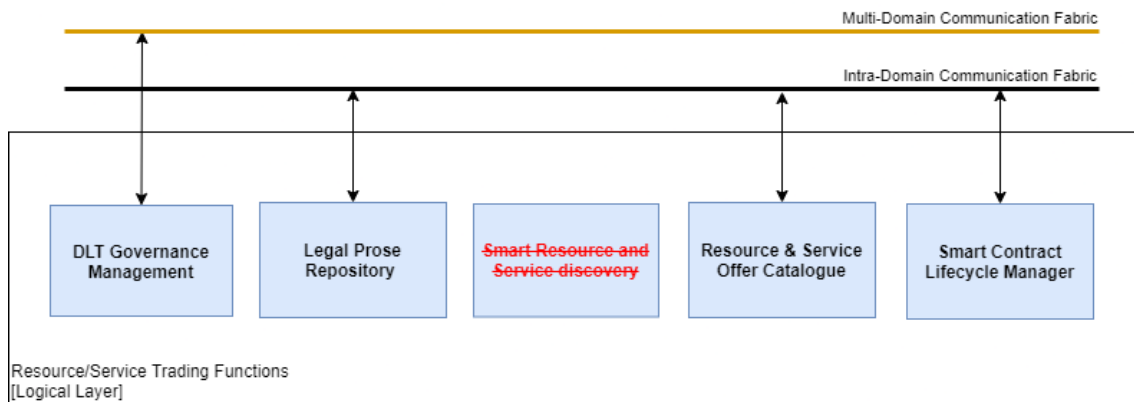 Multi-Domain Communication Fabric
Intra-Domain Communication Fabric
DLT Governance
Management
Legal Prose
Repository
Smart Resource and
Service discovery
Resource & Service
Offer Catalogue
Smart Contract
Lifecycle Manager
Resource/Service Trading Functions
[Logical Layer]